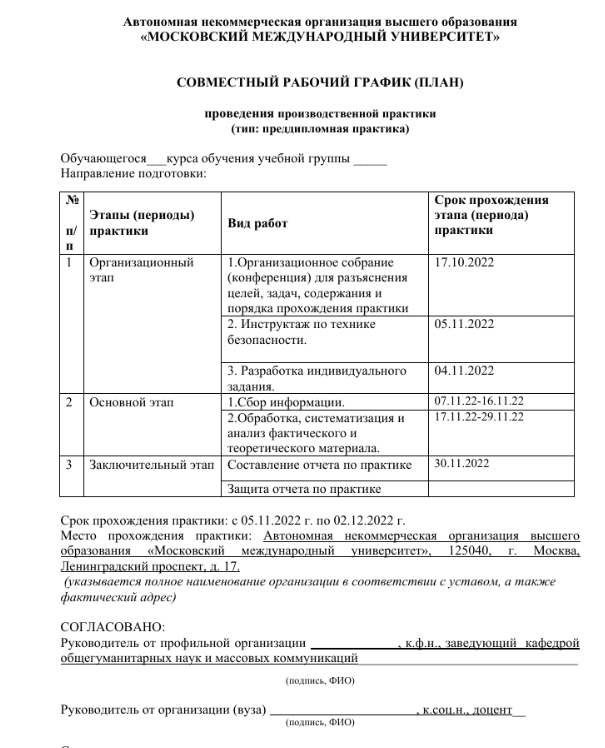 Автономная некоммерческая организация высшего образования
«МОСКОВСКИЙ МЕЖДУНАРОДНЫЙ УНИВЕРСИТЕТ»
СОВМЕСТНЫЙ РАБОЧИЙ ГРАФИК (ПЛАН)
проведения производственной практики
(тип: преддипломная практика)
Обучающегося___курса обучения учебной группы _____
Направление подготовки:
№
п/
п
Этапы (периоды)
практики
Вид работ
Срок прохождения
этапа (периода)
практики
1
Организационный
этап
1.Организационное собрание
(конференция) для разъяснения
целей, задач, содержания и
порядка прохождения практики
17.10.2022
2. Инструктаж по технике
безопасности.
05.11.2022
3. Разработка индивидуального
задания.
04.11.2022
2
Основной этап
1.Сбор информации.
07.11.22-16.11.22
2.Обработка, систематизация и
анализ фактического и
теоретического материала.
17.11.22-29.11.22
3
Заключительный этап
Составление отчета по практике
30.11.2022
Защита отчета по практике
Срок прохождения практики: с 05.11.2022 г. по 02.12.2022 г.
Место прохождения практики: Автономная некоммерческая организация высшего
образования «Московский международный университет», 125040, г. Москва,
Ленинградский проспект, д. 17.
(указывается полное наименование организации в соответствии с уставом, а также
фактический адрес)
СОГЛАСОВАНО:
Руководитель от профильной организации _____________, к.ф.н., заведующий кафедрой
общегуманитарных наук и массовых коммуникаций_________________________________
(подпись, ФИО)
Руководитель от организации (вуза) ______________________, к.соц.н., доцент__
(подпись, ФИО)